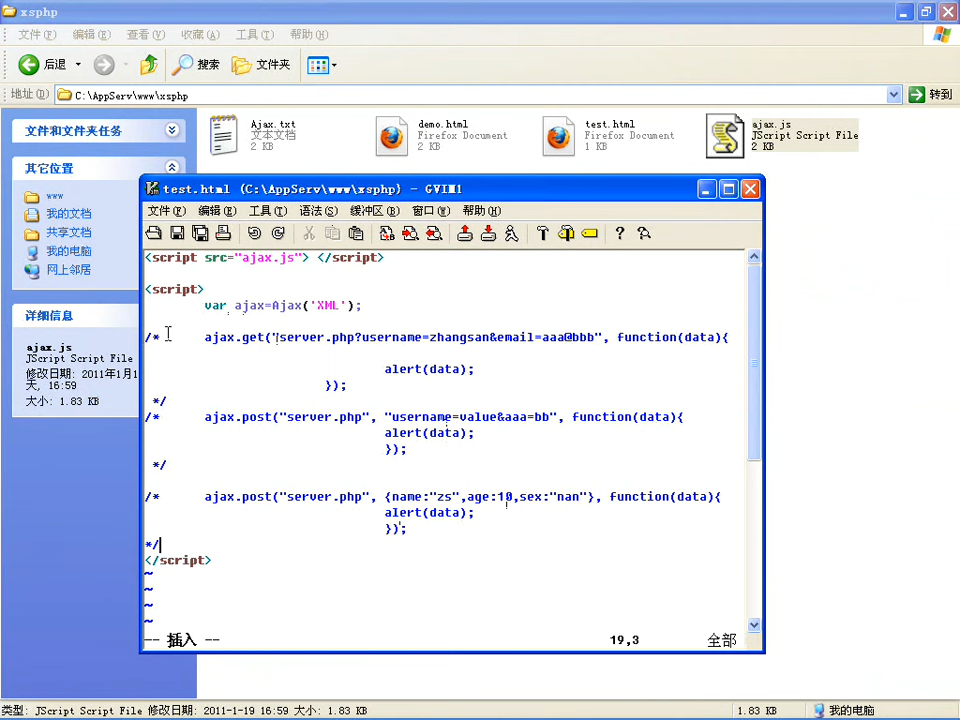 xsphp
文件(F) 编辑(E) 查看(V) 收藏(A) 工具(T) 帮助(H)
后退 搜索 文件夹
地址(D) C:\AppServ\www\xsphp 转到
文件和文件夹任务
其它位置
www
我的文档
共享文档
我的电脑
网上邻居
详细信息
ajax.js
JScript Script File
修改日期: 2011年1月1
天, 16:59
大小: 1.83 KB
Ajax.txt
文本文档
2 KB
demo.html
Firefox Document
2 KB
test.html
Firefox Document
1 KB
ajax.js
JScript Script File
2 KB
test.html (C:\AppServ\www\xsphp) - GVIM1
文件(F) 编辑(E) 工具(T) 语法(S) 缓冲区(B) 窗口(W) 帮助(H)
<script src="ajax.js"> </script>
<script>
var ajax=Ajax('XML');
/* ajax.get("server.php?username=zhangsan&email=aaa@bbb", function(data){
alert(data);
});
*/
/* ajax.post("server.php", "username=value&aaa=bb", function(data){
alert(data);
});
*/
/* ajax.post("server.php", {name:"zs",age:10,sex:"nan"}, function(data){
alert(data);
});
*/
</script>
~
~
~
~
-- 插入 -- 19,3 全部
类型: JScript Script File 修改日期: 2011-1-19 16:59 大小: 1.83 KB 1.83 KB 我的电脑